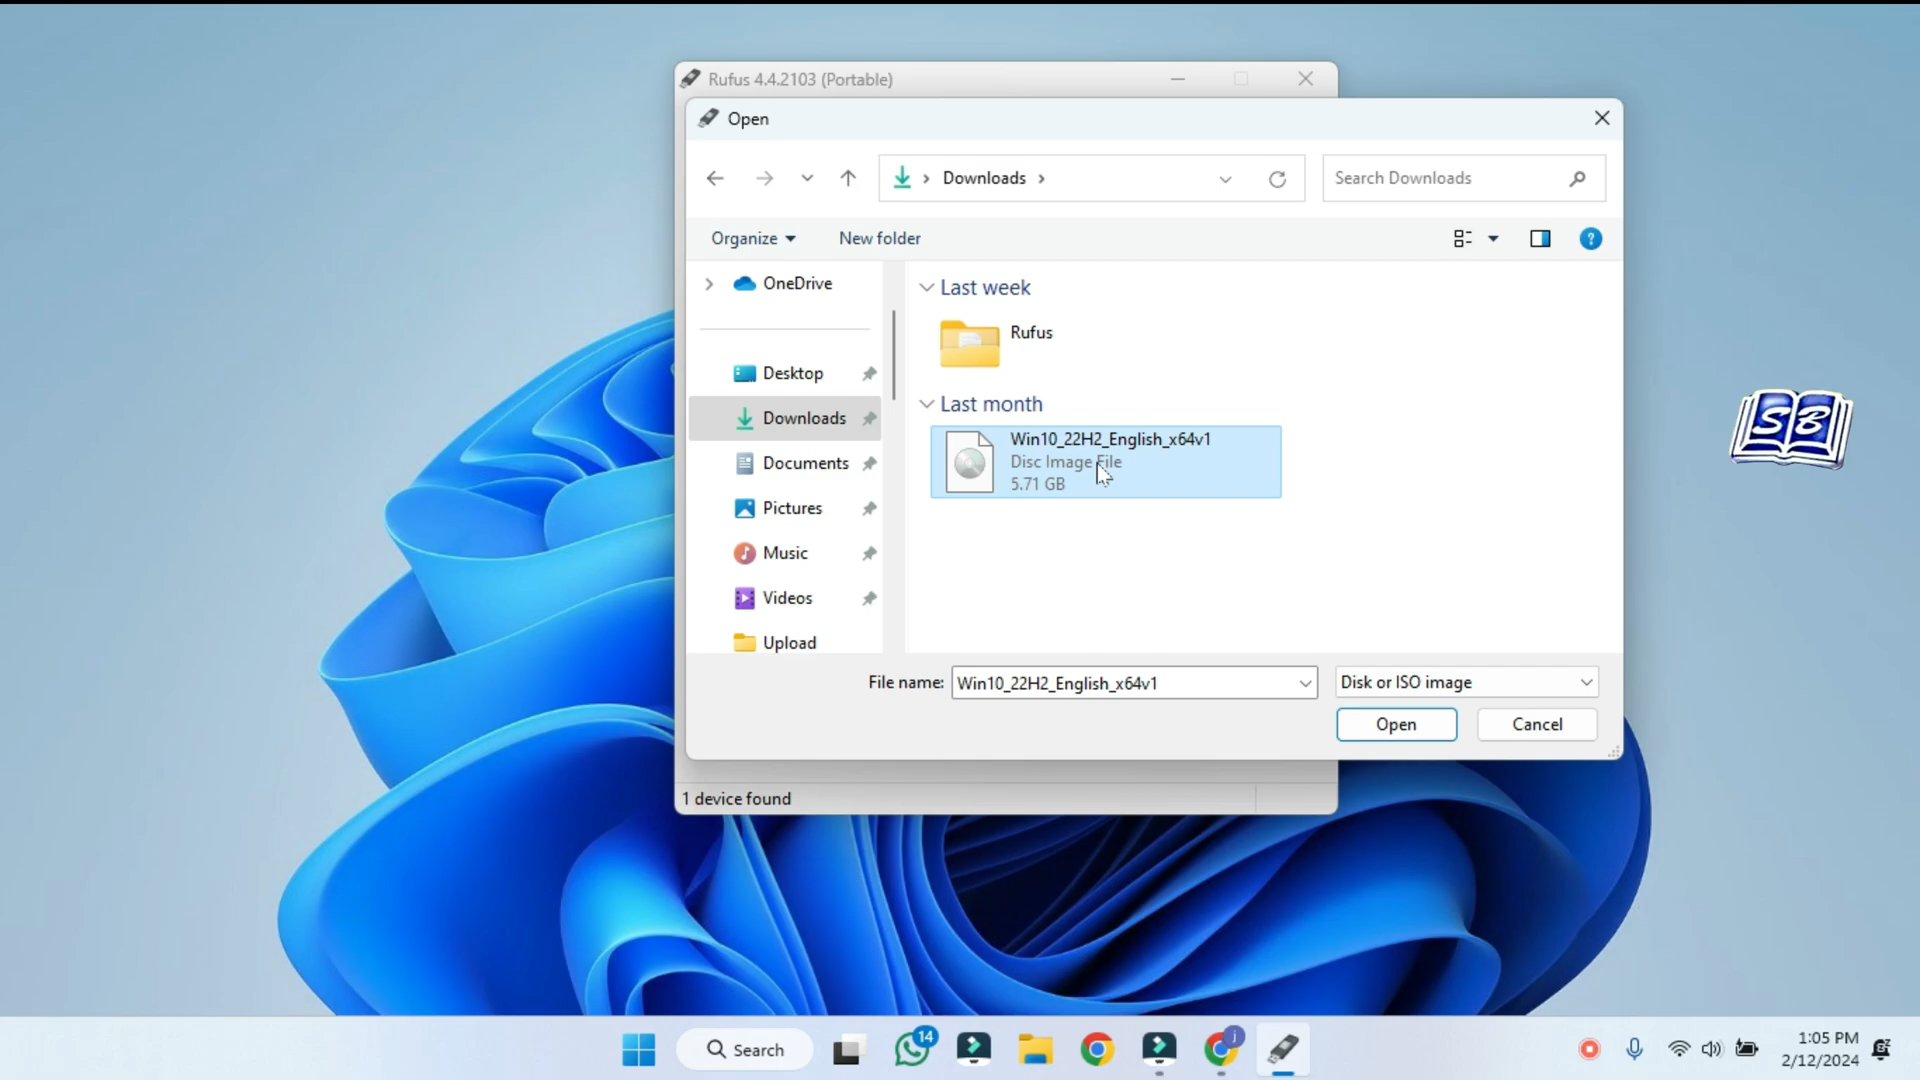 Rufus 4.4.2103 (Portable)
Open
Downloads
Search Downloads
Organize
New folder
OneDrive
Desktop
Downloads
Documents
Pictures
Music
Videos
Upload
Last week
Rufus
Last month
Win10_22H2_English_x64v1
Disc Image File
5.71 GB
File name: Win10_22H2_English_x64v1
Disk or ISO image
Open
Cancel
1 device found
SB
Search
14
j
1:05 PM
2/12/2024